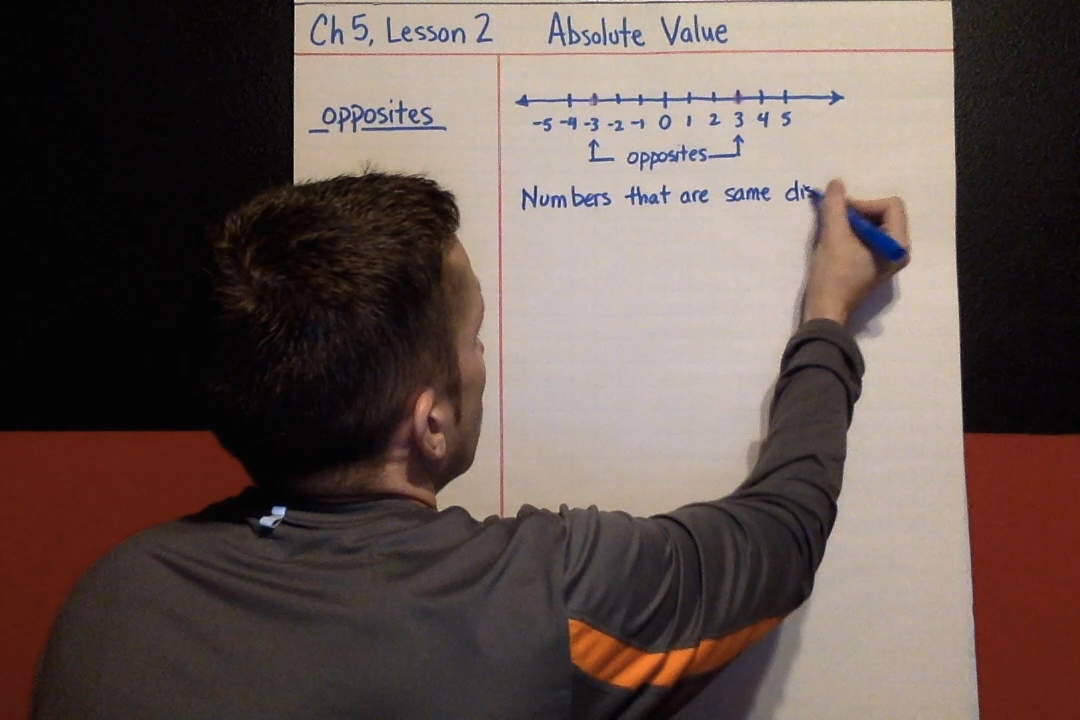 Ch 5, Lesson 2 Absolute Value
opposites
-5 -4 -3 -2 -1 0 1 2 3 4 5
opposites
Numbers that are same dis